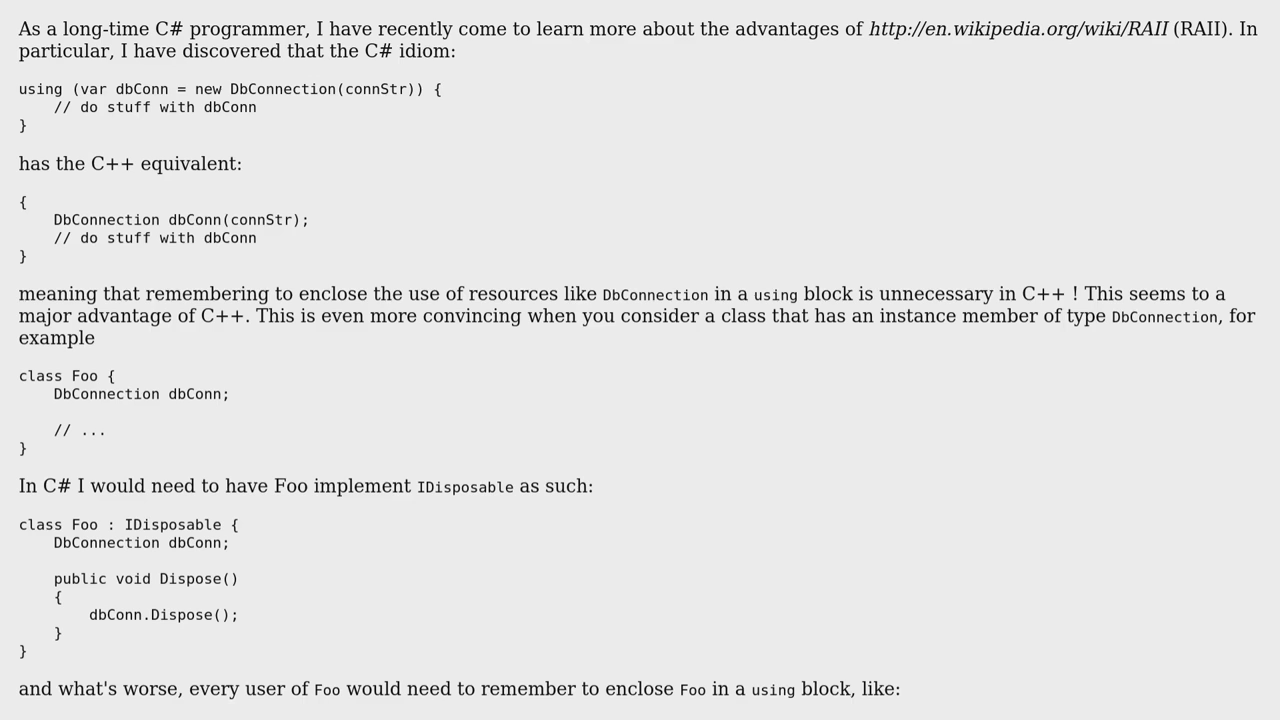 As a long-time C# programmer, I have recently come to learn more about the advantages of http://en.wikipedia.org/wiki/RAII (RAII). In
particular, I have discovered that the C# idiom:
using (var dbConn = new DbConnection(connStr)) {
    // do stuff with dbConn
}
has the C++ equivalent:
{
    DbConnection dbConn(connStr);
    // do stuff with dbConn
}
meaning that remembering to enclose the use of resources like DbConnection in a using block is unnecessary in C++ ! This seems to a
major advantage of C++. This is even more convincing when you consider a class that has an instance member of type DbConnection, for
example
class Foo {
    DbConnection dbConn;
    // ...
}
In C# I would need to have Foo implement IDisposable as such:
class Foo : IDisposable {
    DbConnection dbConn;
    public void Dispose()
    {
        dbConn.Dispose();
    }
}
and what's worse, every user of Foo would need to remember to enclose Foo in a using block, like: